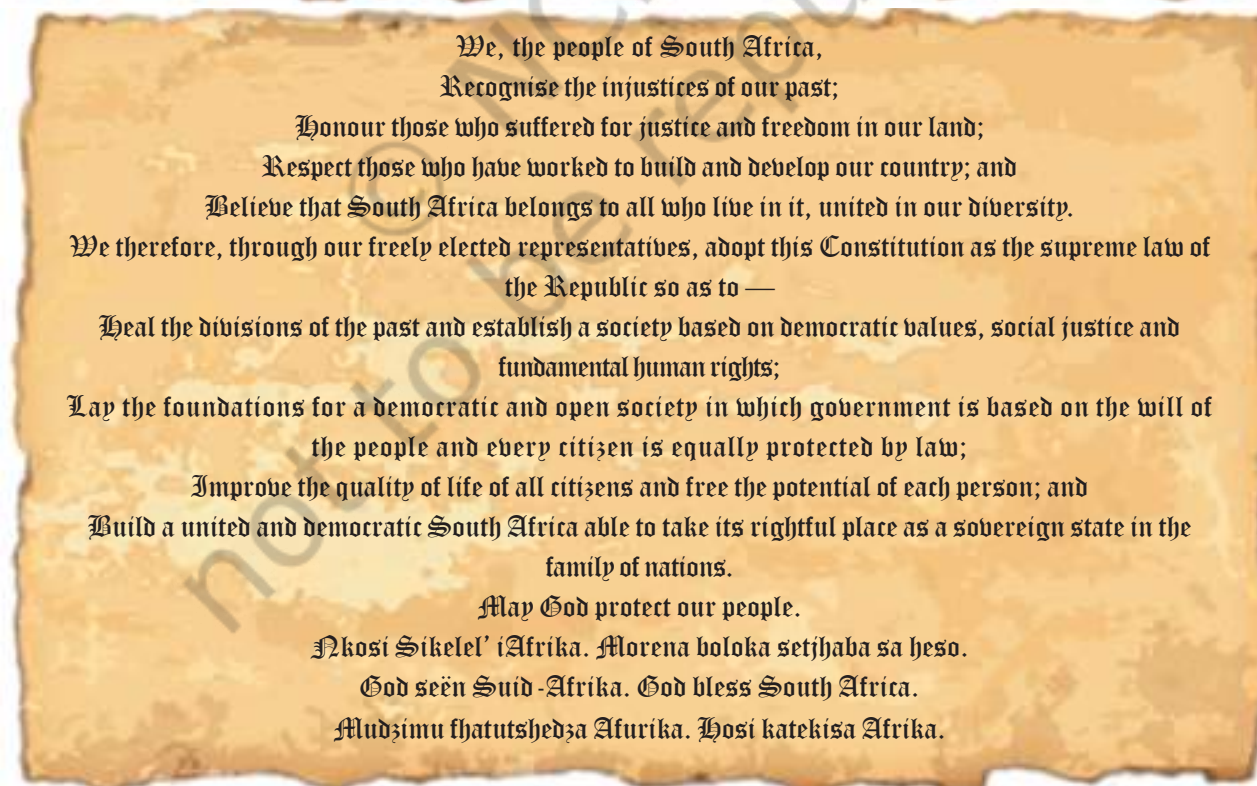 We, the people of South Africa,
Recognise the injustices of our past;
Honour those who suffered for justice and freedom in our land;
Respect those who have worked to build and develop our country; and
Believe that South Africa belongs to all who live in it, united in our diversity.
We therefore, through our freely elected representatives, adopt this Constitution as the supreme law of
the Republic so as to —
Heal the divisions of the past and establish a society based on democratic values, social justice and
fundamental human rights;
Lay the foundations for a democratic and open society in which government is based on the will of
the people and every citizen is equally protected by law;
Improve the quality of life of all citizens and free the potential of each person; and
Build a united and democratic South Africa able to take its rightful place as a sovereign state in the
family of nations.
May God protect our people.
Nkosi Sikelel' iAfrika. Morena boloka setjhaba sa heso.
God seën Suid-Afrika. God bless South Africa.
Mudzimu fhatutshedza Afurika. Hosi katekisa Afrika.
© NC
not to be repu